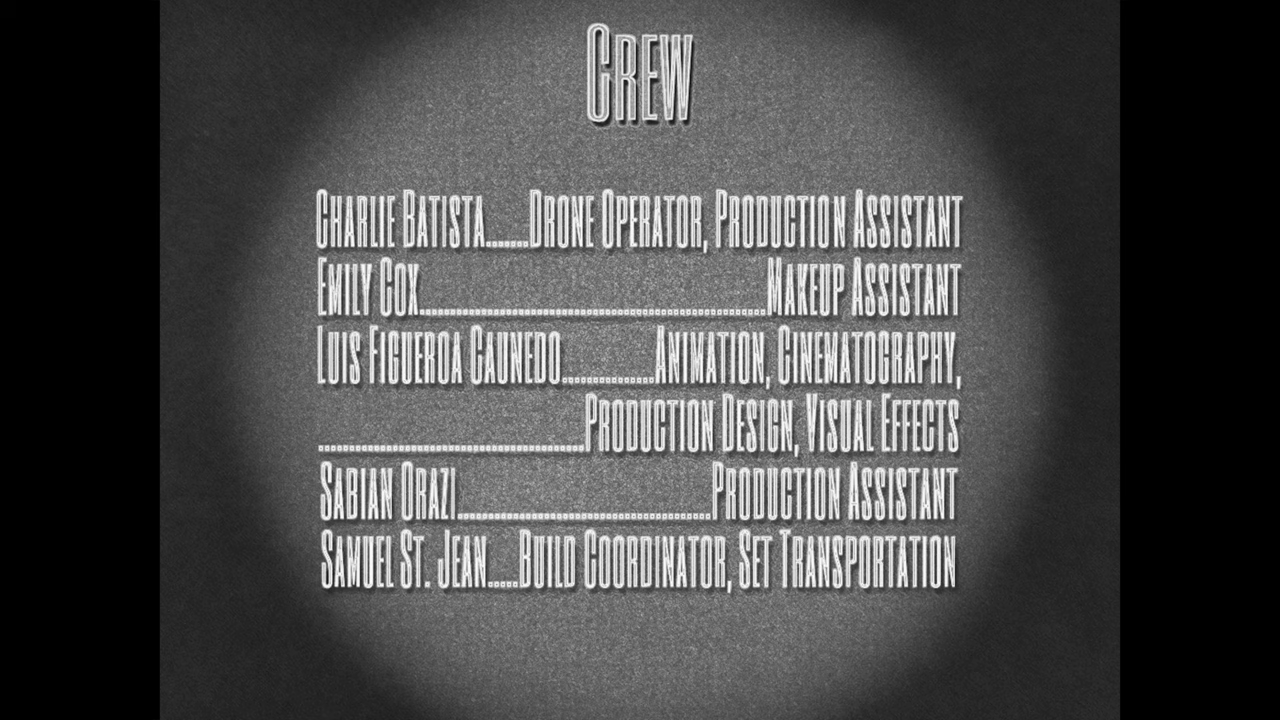 Crew
Charlie Batista.......Drone Operator, Production Assistant
Emily Cox.........................................................Makeup Assistant
Luis Figueroa Caunedo...............Animation, Cinematography,
............................................Production Design, Visual Effects
Sabian Orazi..........................................Production Assistant
Samuel St. Jean.....Build Coordinator, Set Transportation